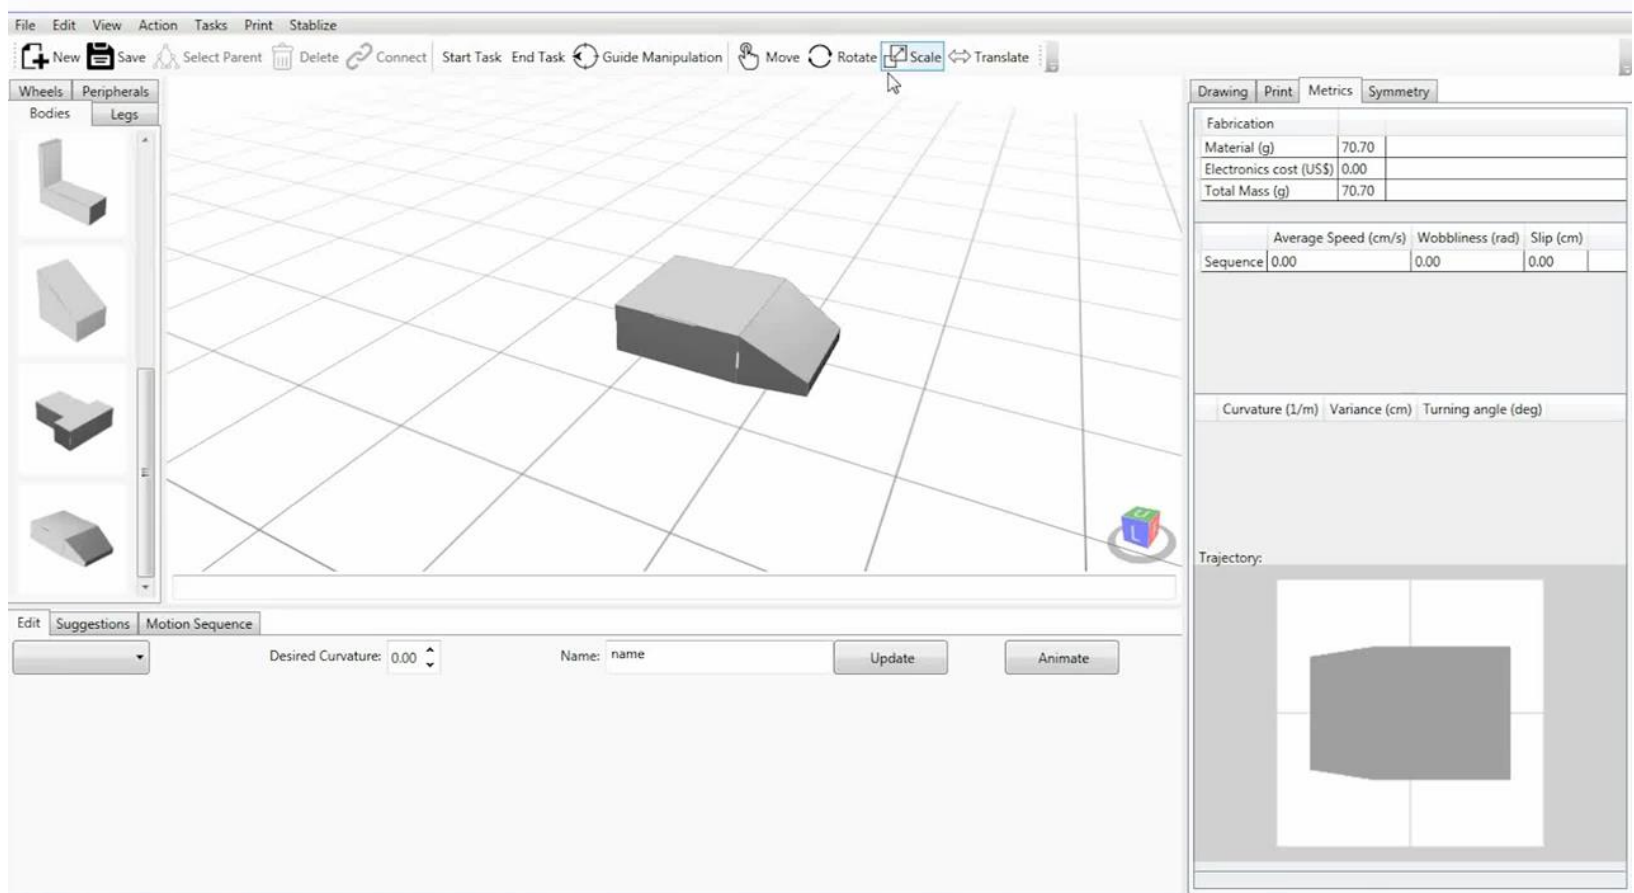 File Edit View Action Tasks Print Stablize
New Save Select Parent Delete Connect Start Task End Task Guide Manipulation Move Rotate Scale Translate
Wheels Peripherals
Bodies Legs
Drawing Print Metrics Symmetry
Fabrication
Material (g) 70.70
Electronics cost (US$) 0.00
Total Mass (g) 70.70
Average Speed (cm/s) Wobbliness (rad) Slip (cm)
Sequence 0.00 0.00 0.00
Curvature (1/m) Variance (cm) Turning angle (deg)
U
L
Trajectory:
Edit Suggestions Motion Sequence
Desired Curvature: 0.00 Name: name Update Animate